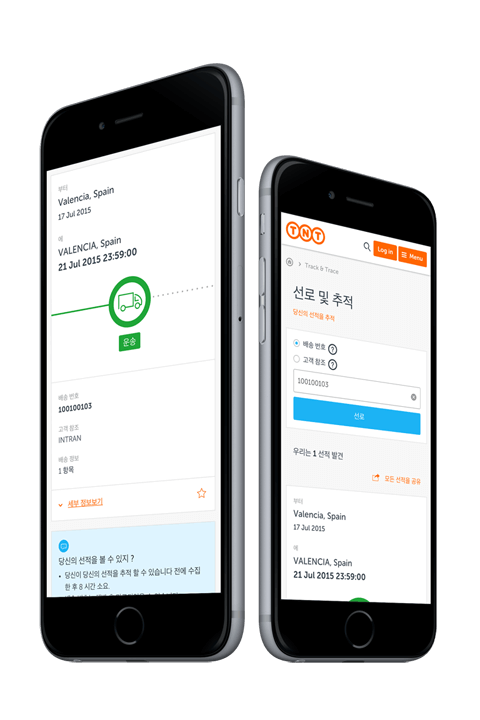 부터
Valencia, Spain
17 Jul 2015
에
VALENCIA, Spain
21 Jul 2015 23:59:00
운송
배송 번호
100100103
고객 참조
INTRAN
배송 정보
1 항목
세부 정보보기
당신의 선적을 볼 수 있지 ?
• 당신이 당신의 선적을 추적 할 수 있습니다 전에 수집
한 후 8 시간 소요.
TNT
Log in
Menu
Track & Trace
선로 및 추적
당신의 선적을 추적
배송 번호 ?
고객 참조 ?
100100103
선로
우리는 1 선적 발견
모든 선적을 공유
부터
Valencia, Spain
17 Jul 2015
에
VALENCIA, Spain
21 Jul 2015 23:59:00